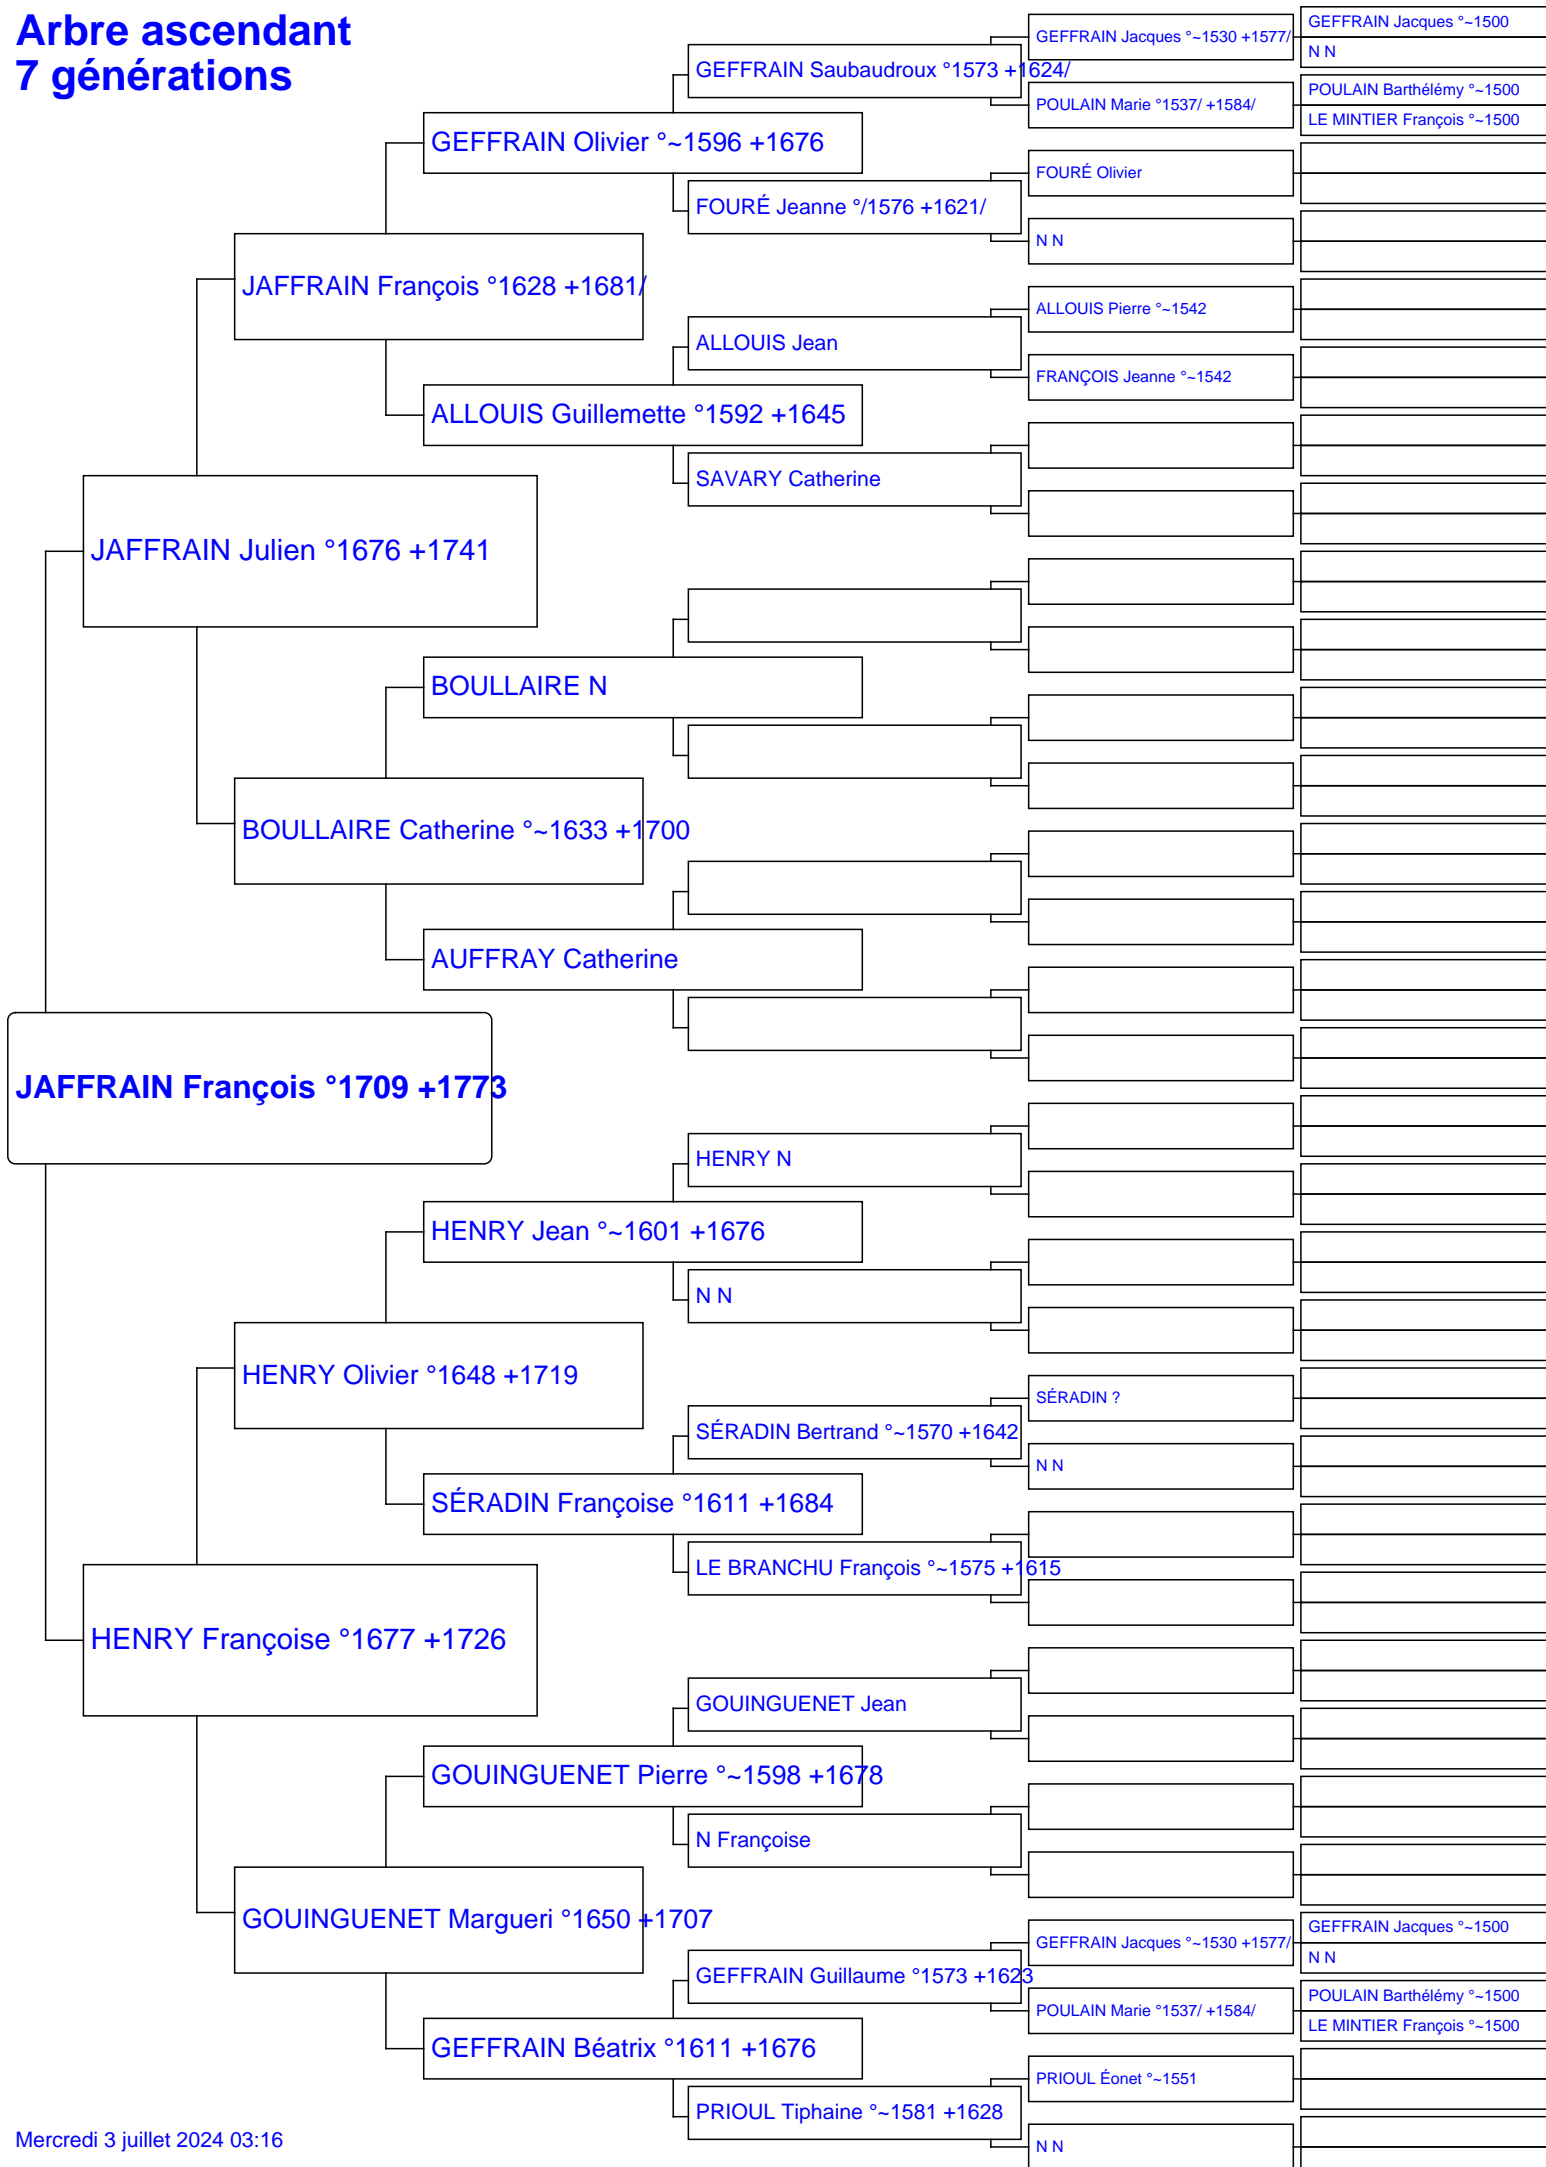 Arbre ascendant
7 générations
GEFFRAIN Jacques °~1500
GEFFRAIN Jacques °~1530 +1577/
N N
GEFFRAIN Saubaudroux °1573 +1624/
POULAIN Barthélémy °~1500
POULAIN Marie °1537/ +1584/
LE MINTIER François °~1500
GEFFRAIN Olivier °~1596 +1676
FOURÉ Olivier
FOURÉ Jeanne °/1576 +1621/
N N
JAFFRAIN François °1628 +1681/
ALLOUIS Pierre °~1542
ALLOUIS Jean
FRANÇOIS Jeanne °~1542
ALLOUIS Guillemette °1592 +1645
SAVARY Catherine
JAFFRAIN Julien °1676 +1741
BOULLAIRE N
BOULLAIRE Catherine °~1633 +1700
AUFFRAY Catherine
JAFFRAIN François °1709 +1773
HENRY N
HENRY Jean °~1601 +1676
N N
HENRY Olivier °1648 +1719
SÉRADIN ?
SÉRADIN Bertrand °~1570 +1642
N N
SÉRADIN Françoise °1611 +1684
LE BRANCHU François °~1575 +1615
HENRY Françoise °1677 +1726
GOUINGUENET Jean
GOUINGUENET Pierre °~1598 +1678
N Françoise
GOUINGUENET Margueri °1650 +1707
GEFFRAIN Jacques °~1500
GEFFRAIN Jacques °~1530 +1577/
N N
GEFFRAIN Guillaume °1573 +1623
POULAIN Barthélémy °~1500
POULAIN Marie °1537/ +1584/
LE MINTIER François °~1500
GEFFRAIN Béatrix °1611 +1676
PRIOUL Éonet °~1551
PRIOUL Tiphaine °~1581 +1628
N N
Mercredi 3 juillet 2024 03:16